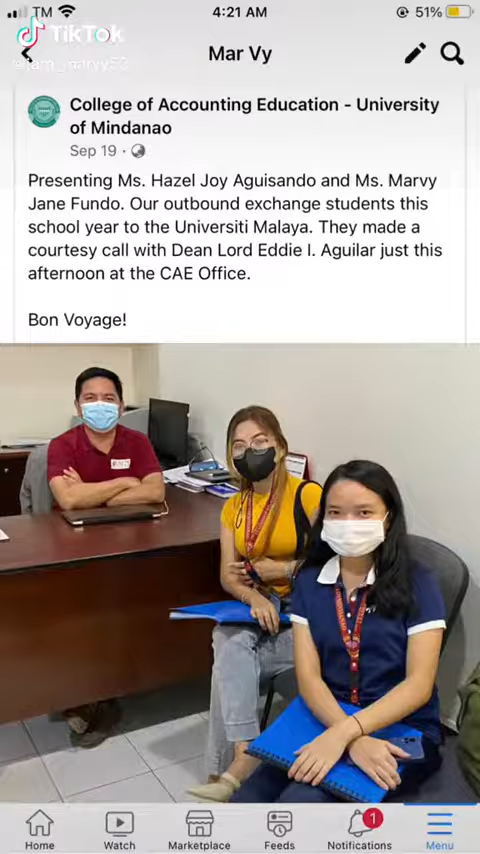 TM
4:21 AM
51%
TikTok
Mar Vy
College of Accounting Education - University
of Mindanao
Sep 19
Presenting Ms. Hazel Joy Aguisando and Ms. Marvy
Jane Fundo. Our outbound exchange students this
school year to the Universiti Malaya. They made a
courtesy call with Dean Lord Eddie I. Aguilar just this
afternoon at the CAE Office.
Bon Voyage!
1
Home
Watch
Marketplace
Feeds
Notifications
Menu